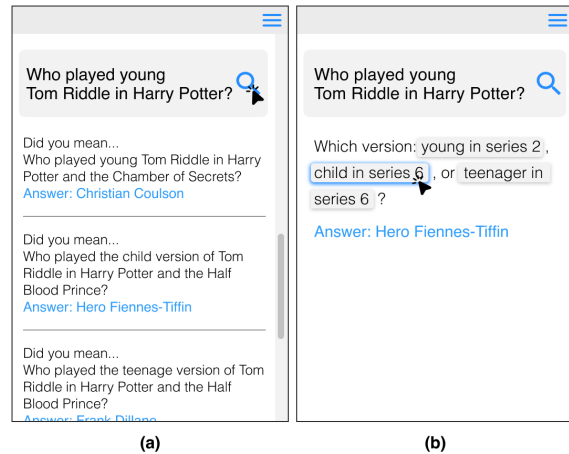 Who played young
Tom Riddle in Harry Potter?
Did you mean...
Who played young Tom Riddle in Harry
Potter and the Chamber of Secrets?
Answer: Christian Coulson
Did you mean...
Who played the child version of Tom
Riddle in Harry Potter and the Half
Blood Prince?
Answer: Hero Fiennes-Tiffin
Did you mean...
Who played the teenage version of Tom
Riddle in Harry Potter and the Half
Blood Prince?
Answer: Frank Dillane
(a)
Who played young
Tom Riddle in Harry Potter?
Which version: young in series 2 ,
child in series 6 , or teenager in
series 6 ?
Answer: Hero Fiennes-Tiffin
(b)